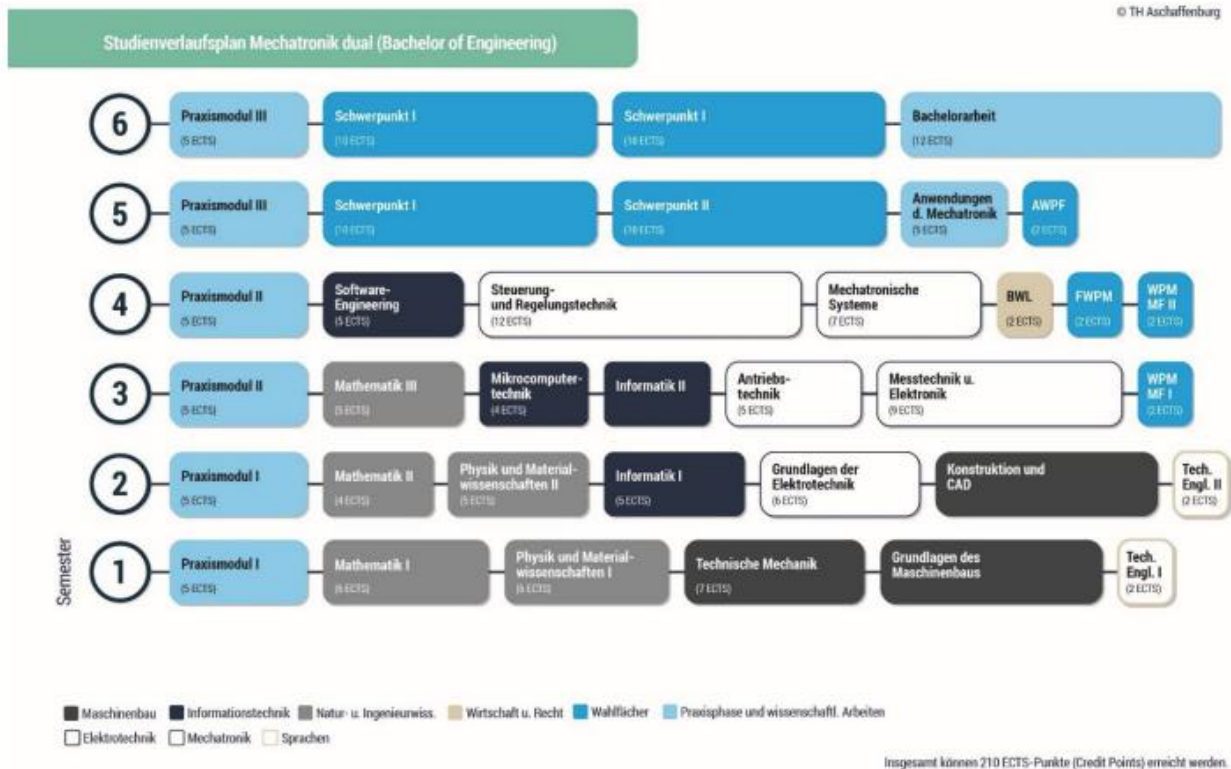 © TH Aschaffenburg
Studienverlaufsplan Mechatronik dual (Bachelor of Engineering)
6
Praxismodul III
(5 ECTS)
Schwerpunkt I
(10 ECTS)
Schwerpunkt I
(10 ECTS)
Bachelorarbeit
(12 ECTS)
5
Praxismodul III
(5 ECTS)
Schwerpunkt I
(10 ECTS)
Schwerpunkt II
(10 ECTS)
Anwendungen
d. Mechatronik
(5 ECTS)
AWPF
(2 ECTS)
4
Praxismodul II
(5 ECTS)
Software-
Engineering
(5 ECTS)
Steuerung-
und Regelungstechnik
(12 ECTS)
Mechatronische
Systeme
(7 ECTS)
BWL
(2 ECTS)
FWPM
(2 ECTS)
WPM
MF II
(2 ECTS)
3
Praxismodul II
(5 ECTS)
Mathematik III
(5 ECTS)
Mikrocomputer-
technik
(4 ECTS)
Informatik II
Antriebs-
technik
(5 ECTS)
Messtechnik u.
Elektronik
(9 ECTS)
WPM
MF I
(2 ECTS)
2
Praxismodul I
(5 ECTS)
Mathematik II
(4 ECTS)
Physik und Material-
wissenschaften II
(5 ECTS)
Informatik I
(5 ECTS)
Grundlagen der
Elektrotechnik
(6 ECTS)
Konstruktion und
CAD
Tech.
Engl. II
(2 ECTS)
Semester
1
Praxismodul I
(5 ECTS)
Mathematik I
(6 ECTS)
Physik und Material-
wissenschaften I
(6 ECTS)
Technische Mechanik
(7 ECTS)
Grundlagen des
Maschinenbaus
Tech.
Engl. I
(2 ECTS)
Maschinenbau Informationstechnik Natur- u. Ingenieurwiss. Wirtschaft u. Recht Wahlfächer Praxisphase und wissenschaftl. Arbeiten
Elektrotechnik Mechatronik Sprachen
Insgesamt können 210 ECTS-Punkte (Credit Points) erreicht werden.